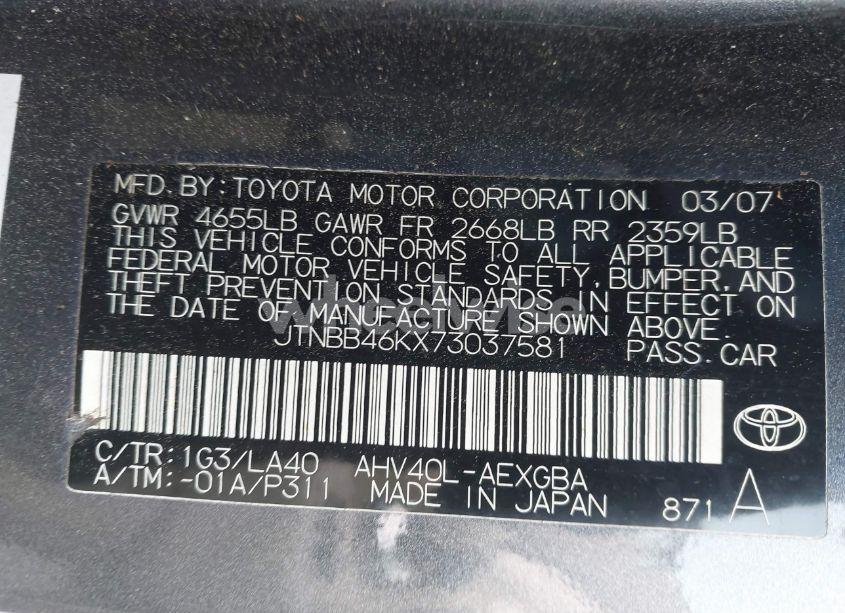 MFD. BY: TOYOTA MOTOR CORPORATION 03/07
GVWR 4655LB GAWR FR 2668LB RR 2359LB
THIS VEHICLE CONFORMS TO ALL APPLICABLE
FEDERAL MOTOR VEHICLE SAFETY, BUMPER, AND
THEFT PREVENTION STANDARDS IN EFFECT ON
THE DATE OF MANUFACTURE SHOWN ABOVE.
JTNBB46KX73037581 PASS. CAR
C/TR: 1G3/LA40 AHV40L-AEXGBA
A/TM: -01A/P311 MADE IN JAPAN 871 A